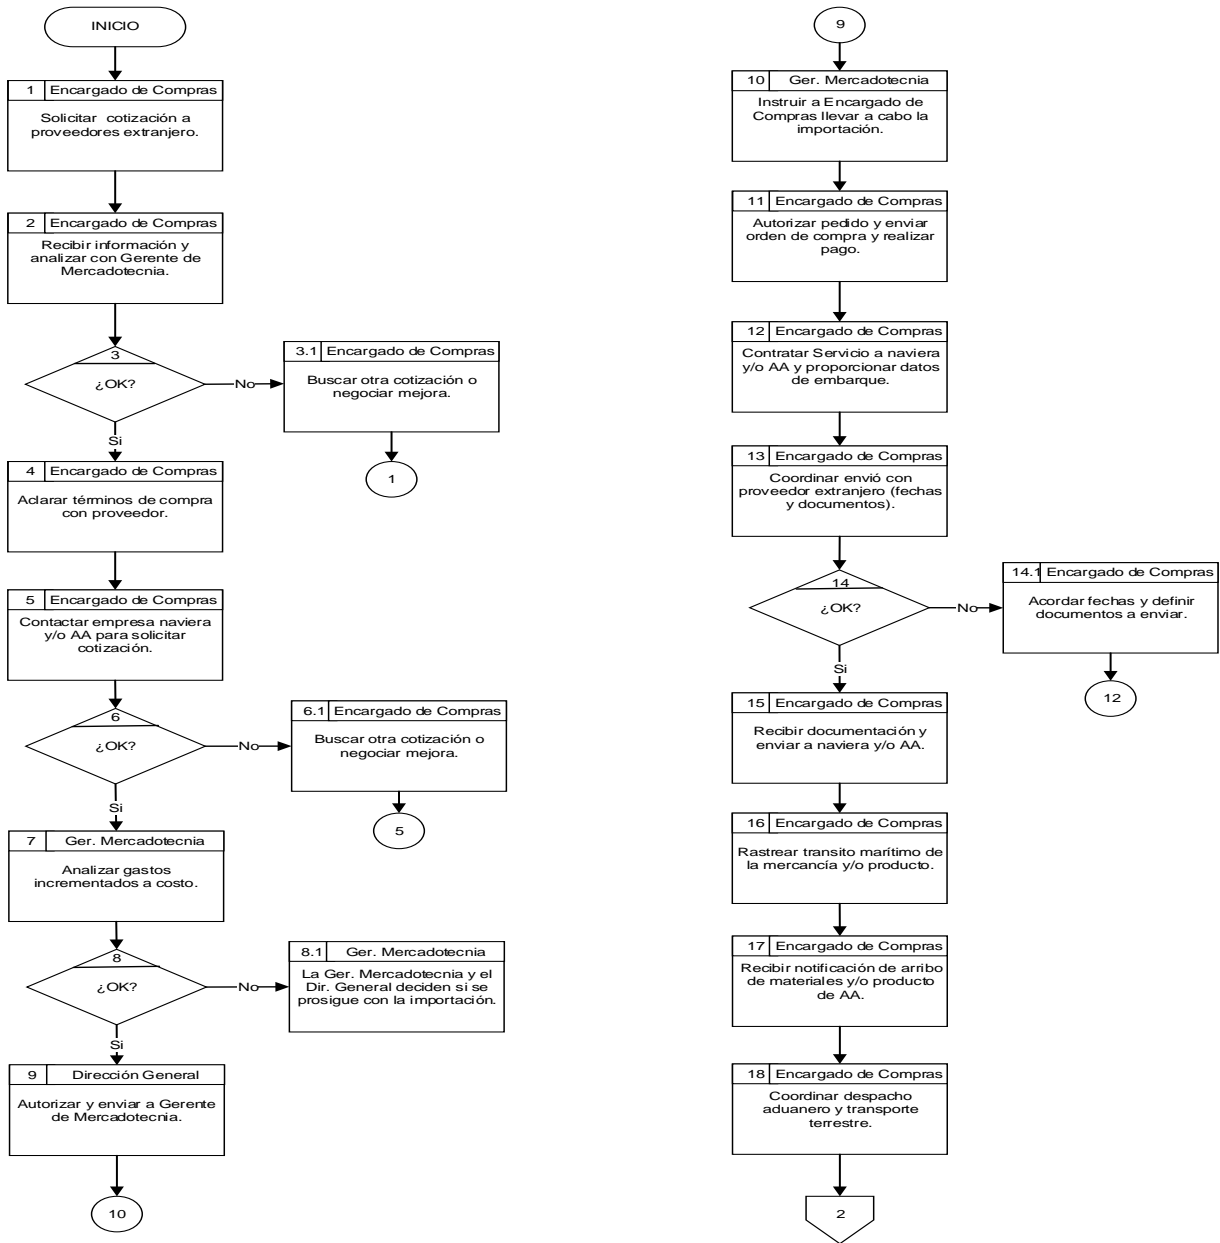 INICIO
1 Encargado de Compras
Solicitar cotización a
proveedores extranjero.
2 Encargado de Compras
Recibir información y
analizar con Gerente de
Mercadotecnia.
3
¿OK?
No
3.1 Encargado de Compras
Buscar otra cotización o
negociar mejora.
1
Si
4 Encargado de Compras
Aclarar términos de compra
con proveedor.
5 Encargado de Compras
Contactar empresa naviera
y/o AA para solicitar
cotización.
6
¿OK?
No
6.1 Encargado de Compras
Buscar otra cotización o
negociar mejora.
5
Si
7 Ger. Mercadotecnia
Analizar gastos
incrementados a costo.
8
¿OK?
No
8.1 Ger. Mercadotecnia
La Ger. Mercadotecnia y el
Dir. General deciden si se
prosigue con la importación.
Si
9 Dirección General
Autorizar y enviar a Gerente
de Mercadotecnia.
10
9
10 Ger. Mercadotecnia
Instruir a Encargado de
Compras llevar a cabo la
importación.
11 Encargado de Compras
Autorizar pedido y enviar
orden de compra y realizar
pago.
12 Encargado de Compras
Contratar Servicio a naviera
y/o AA y proporcionar datos
de embarque.
13 Encargado de Compras
Coordinar envió con
proveedor extranjero (fechas
y documentos).
14
¿OK?
No
14.1 Encargado de Compras
Acordar fechas y definir
documentos a enviar.
12
Si
15 Encargado de Compras
Recibir documentación y
enviar a naviera y/o AA.
16 Encargado de Compras
Rastrear transito marítimo de
la mercancía y/o producto.
17 Encargado de Compras
Recibir notificación de arribo
de materiales y/o producto
de AA.
18 Encargado de Compras
Coordinar despacho
aduanero y transporte
terrestre.
2